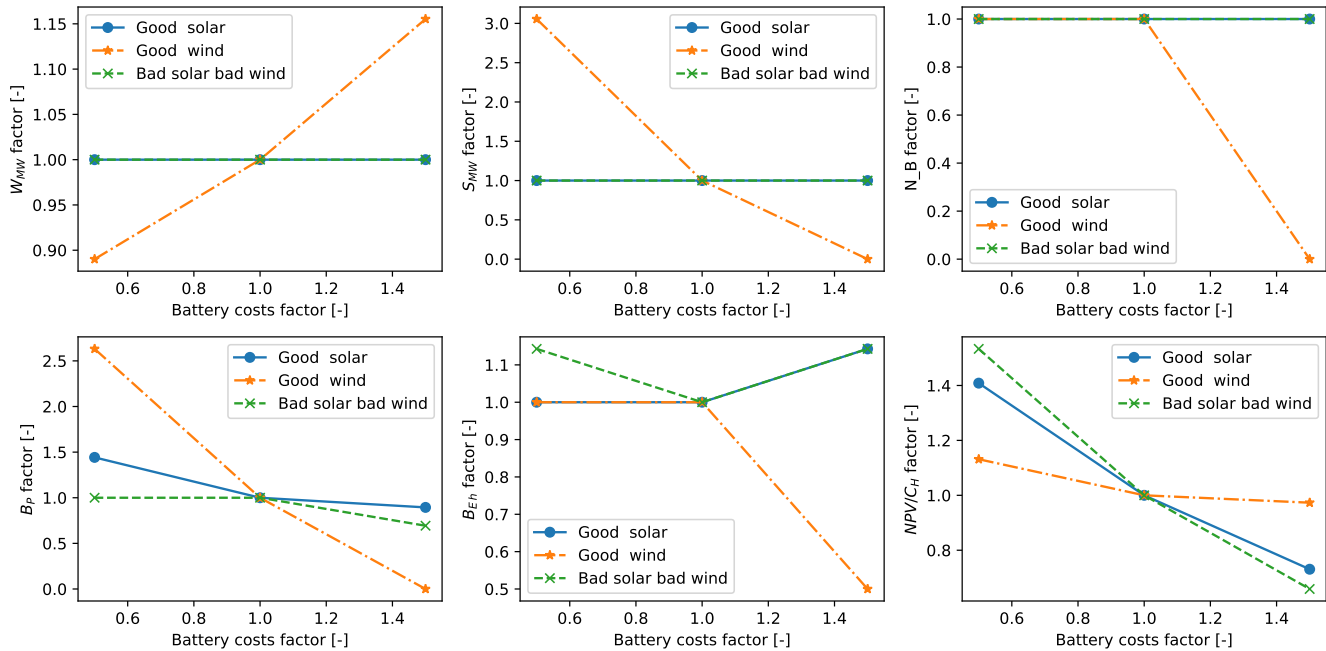 W_MW factor [-]
1.15
1.10
1.05
1.00
0.95
0.90
Good solar
Good wind
Bad solar bad wind
0.6 0.8 1.0 1.2 1.4
Battery costs factor [-]
S_MW factor [-]
3.0
2.5
2.0
1.5
1.0
0.5
0.0
Good solar
Good wind
Bad solar bad wind
0.6 0.8 1.0 1.2 1.4
Battery costs factor [-]
N_B factor [-]
1.0
0.8
0.6
0.4
0.2
0.0
Good solar
Good wind
Bad solar bad wind
0.6 0.8 1.0 1.2 1.4
Battery costs factor [-]
B_P factor [-]
2.5
2.0
1.5
1.0
0.5
0.0
Good solar
Good wind
Bad solar bad wind
0.6 0.8 1.0 1.2 1.4
Battery costs factor [-]
B_Eh factor [-]
1.1
1.0
0.9
0.8
0.7
0.6
0.5
Good solar
Good wind
Bad solar bad wind
0.6 0.8 1.0 1.2 1.4
Battery costs factor [-]
NPV/C_H factor [-]
1.4
1.2
1.0
0.8
Good solar
Good wind
Bad solar bad wind
0.6 0.8 1.0 1.2 1.4
Battery costs factor [-]